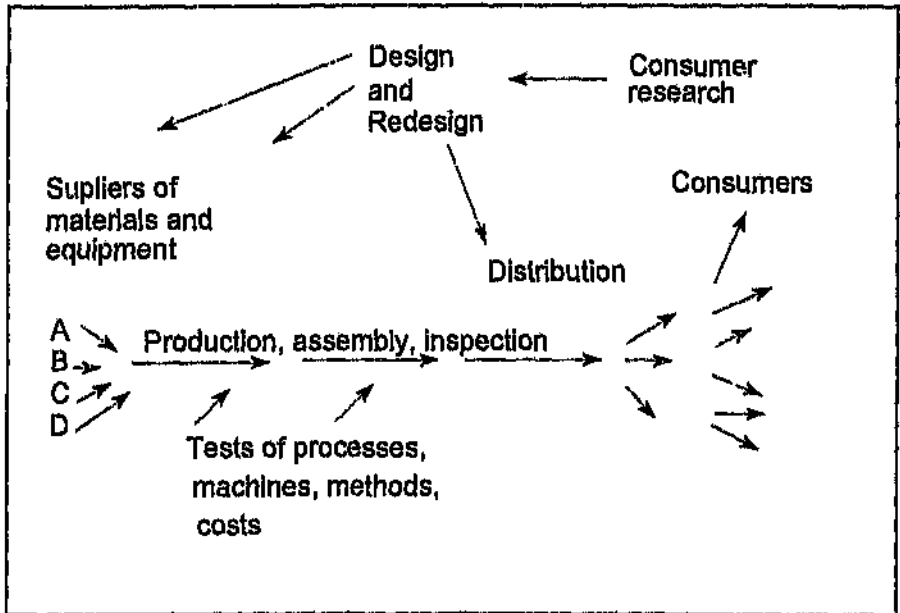 Design
and
Redesign
Consumer
research
Supliers of
materials and
equipment
Consumers
Distribution
A
B
C
D
Production, assembly, inspection
Tests of processes,
machines, methods,
costs